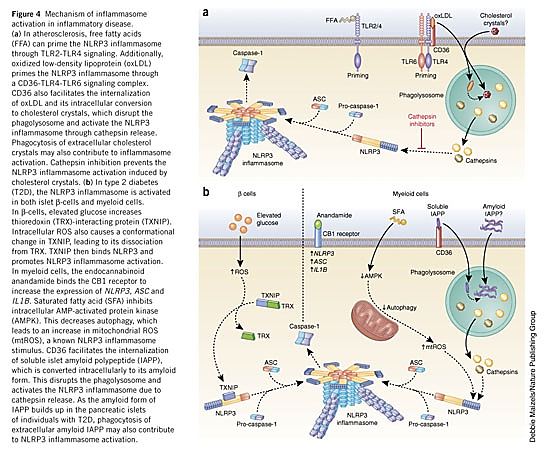 Figure 4 Mechanism of inflammasome
activation in inflammatory disease.
(a) In atherosclerosis, free fatty acids
(FFA) can prime the NLRP3 inflammasome
through TLR2-TLR4 signaling. Additionally,
oxidized low-density lipoprotein (oxLDL)
primes the NLRP3 inflammasome through
a CD36-TLR4-TLR6 signaling complex.
CD36 also facilitates the internalization
of oxLDL and its intracellular conversion
to cholesterol crystals, which disrupt the
phagolysosome and activate the NLRP3
inflammasome through cathepsin release.
Phagocytosis of extracellular cholesterol
crystals may also contribute to inflammasome
activation. Cathepsin inhibition prevents the
NLRP3 inflammasome activation induced by
cholesterol crystals. (b) In type 2 diabetes
(T2D), the NLRP3 inflammasome is activated
in both islet β-cells and myeloid cells.
In β-cells, elevated glucose increases
thioredoxin (TRX)-interacting protein (TXNIP).
Intracellular ROS also causes a conformational
change in TXNIP, leading to its dissociation
from TRX. TXNIP then binds NLRP3 and
promotes NLRP3 inflammasome activation.
In myeloid cells, the endocannabinoid
anandamide binds the CB1 receptor to
increase the expression of NLRP3, ASC and
IL1B. Saturated fatty acid (SFA) inhibits
intracellular AMP-activated protein kinase
(AMPK). This decreases autophagy, which
leads to an increase in mitochondrial ROS
(mtROS), a known NLRP3 inflammasome
stimulus. CD36 facilitates the internalization
of soluble islet amyloid polypeptide (IAPP),
which is converted intracellularly to its amyloid
form. This disrupts the phagolysosome and
activates the NLRP3 inflammasome due to
cathepsin release. As the amyloid form of
IAPP builds up in the pancreatic islets
of individuals with T2D, phagocytosis of
extracellular amyloid IAPP may also contribute
to NLRP3 inflammasome activation.
a
FFA
TLR2/4
Priming
oxLDL
CD36
TLR6
TLR4
Priming
Cholesterol
crystals?
Phagolysosome
Caspase-1
ASC
Pro-caspase-1
Cathepsin
inhibitors
NLRP3
inflammasome
NLRP3
Cathepsins
b
β-cells
Myeloid cells
Elevated
glucose
Anandamide
CB1 receptor
↑NLRP3
↑ASC
↑IL1B
SFA
Soluble
IAPP
CD36
Amyloid
IAPP?
Phagolysosome
↑ROS
TXNIP
TRX
TRX
↓AMPK
↓Autophagy
↑mtROS
Caspase-1
Cathepsins
TXNIP
NLRP3
ASC
Pro-caspase-1
NLRP3
inflammasome
ASC
Pro-caspase-1
NLRP3
Debbie Maizels/Nature Publishing Group